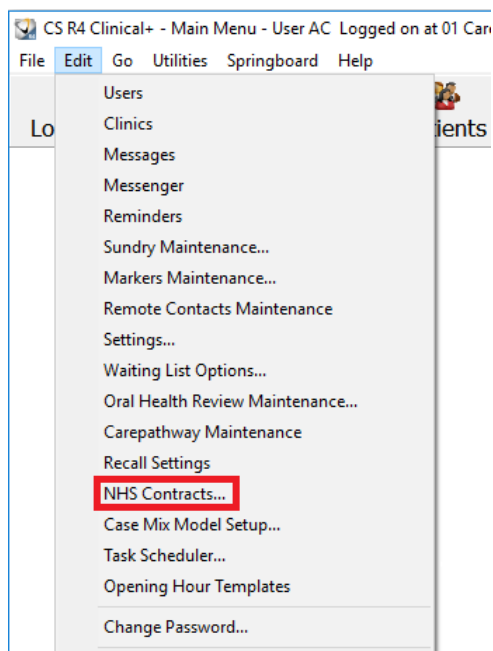 CS R4 Clinical+ - Main Menu - User AC Logged on at 01 Car
File Edit Go Utilities Springboard Help
Users
Clinics
Messages
Messenger
Reminders
Sundry Maintenance...
Markers Maintenance...
Remote Contacts Maintenance
Settings...
Waiting List Options...
Oral Health Review Maintenance...
Carepathway Maintenance
Recall Settings
NHS Contracts...
Case Mix Model Setup...
Task Scheduler...
Opening Hour Templates
Change Password...